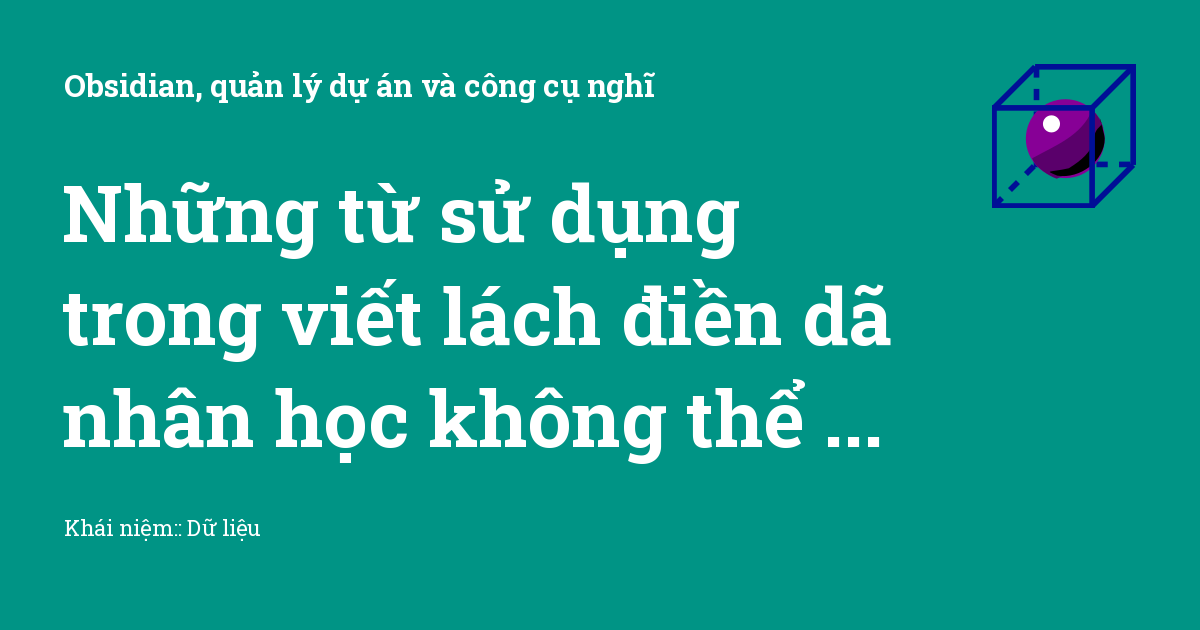 Obsidian, quản lý dự án và công cụ nghĩ
Những từ sử dụng
trong viết lách điền dã
nhân học không thể ...
Khái niệm:: Dữ liệu